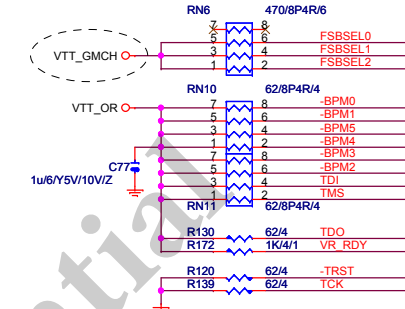 RN6 470/8P4R/6
7 8
5 6 FSBSEL0
VTT_GMCH 3 4 FSBSEL1
1 2 FSBSEL2
RN10 62/8P4R/4
VTT_OR 7 8 -BPM0
5 6 -BPM1
3 4 -BPM5
1 2 -BPM4
7 8 -BPM3
C77 5 6 -BPM2
1u/6/Y5V/10V/Z 3 4 TDI
1 2 TMS
RN11 62/8P4R/4
R130 62/4 TDO
R172 1K/4/1 VR_RDY
R120 62/4 -TRST
R139 62/4 TCK
ential